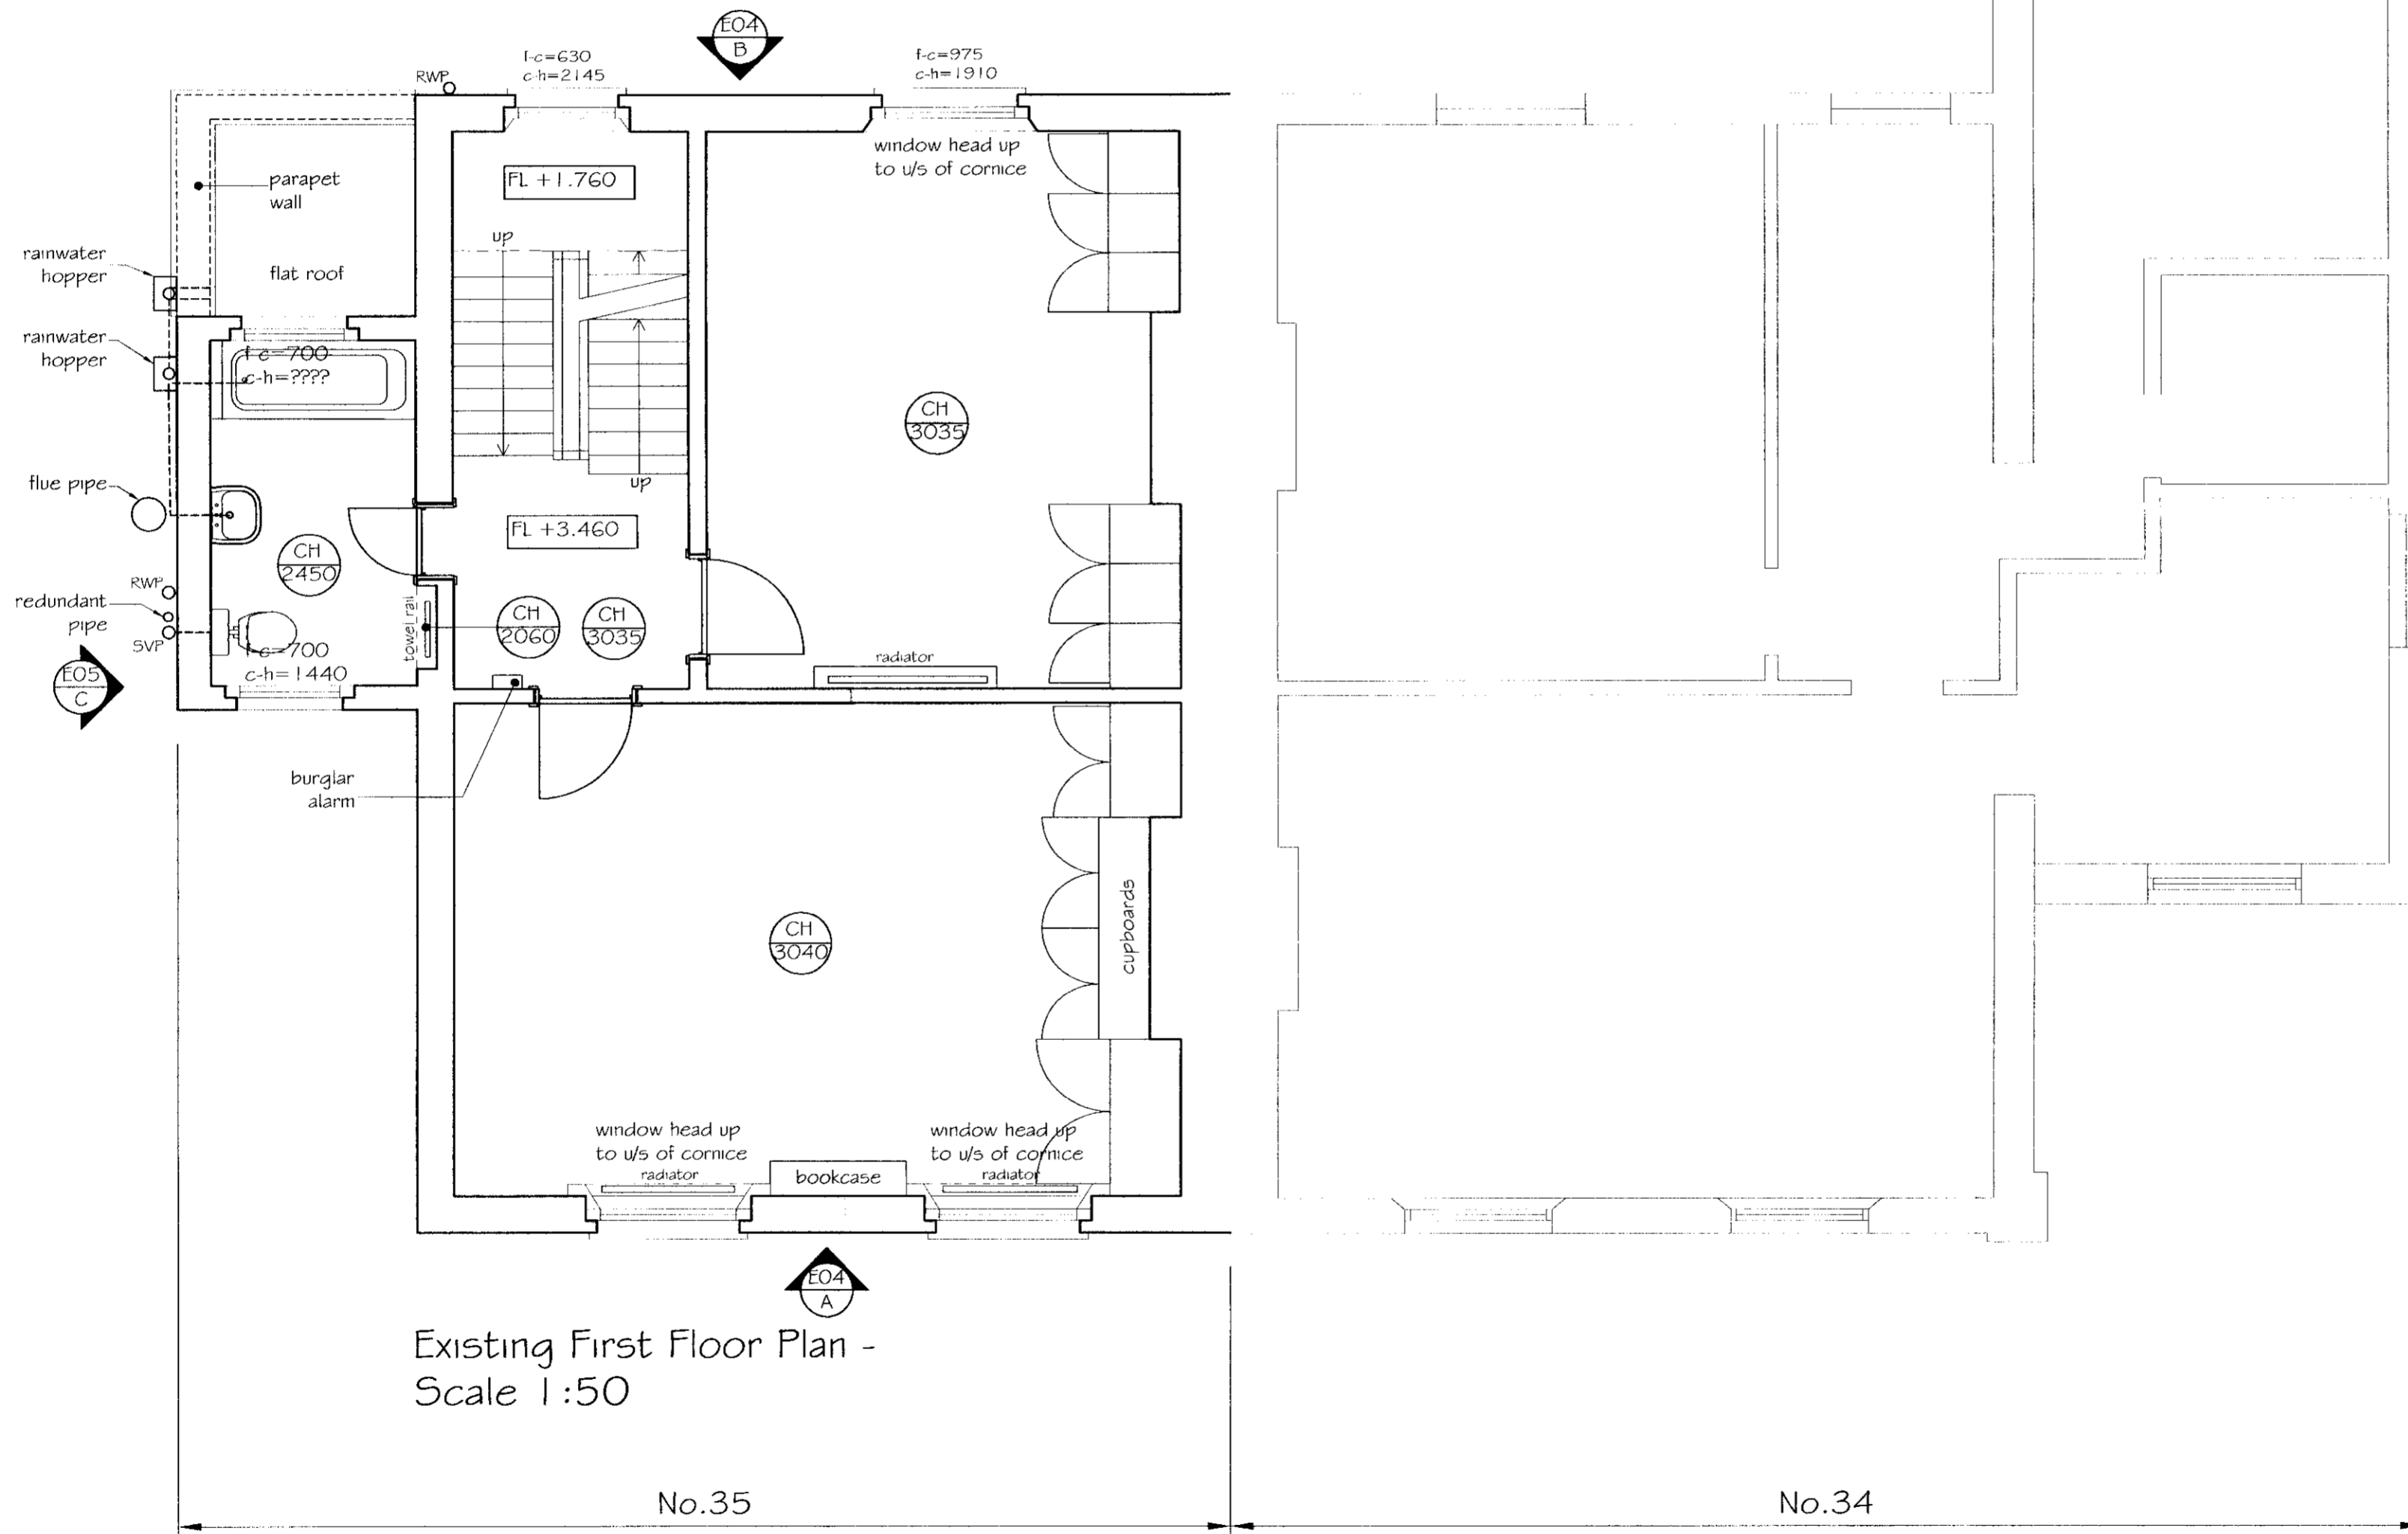 E04
B
f-c=630
c-h=2145
f-c=975
c-h=1910
RWP
window head up
to u/s of cornice
FL +1.760
parapet
wall
up
rainwater
hopper
flat roof
rainwater
hopper
f-c=700
c-h=????
CH
3035
flue pipe
up
FL +3.460
CH
2450
RWP
redundant
pipe
SVP
towel rail
CH
2060
CH
3035
f-c=700
c-h=1440
radiator
E05
C
burglar
alarm
CH
3040
cupboards
window head up
to u/s of cornice
radiator
bookcase
window head up
to u/s of cornice
radiator
E04
A
Existing First Floor Plan -
Scale 1:50
No.35
No.34